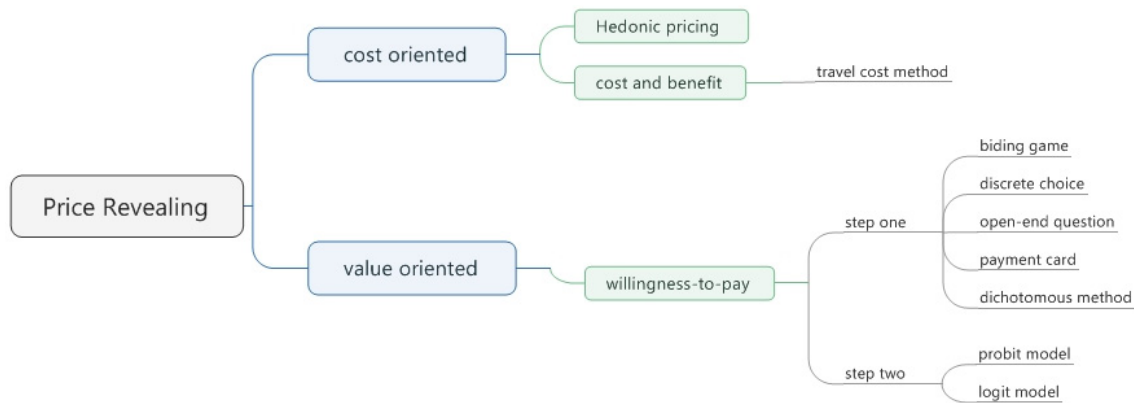 Price Revealing
cost oriented
Hedonic pricing
cost and benefit
travel cost method
value oriented
willingness-to-pay
step one
biding game
discrete choice
open-end question
payment card
dichotomous method
step two
probit model
logit model